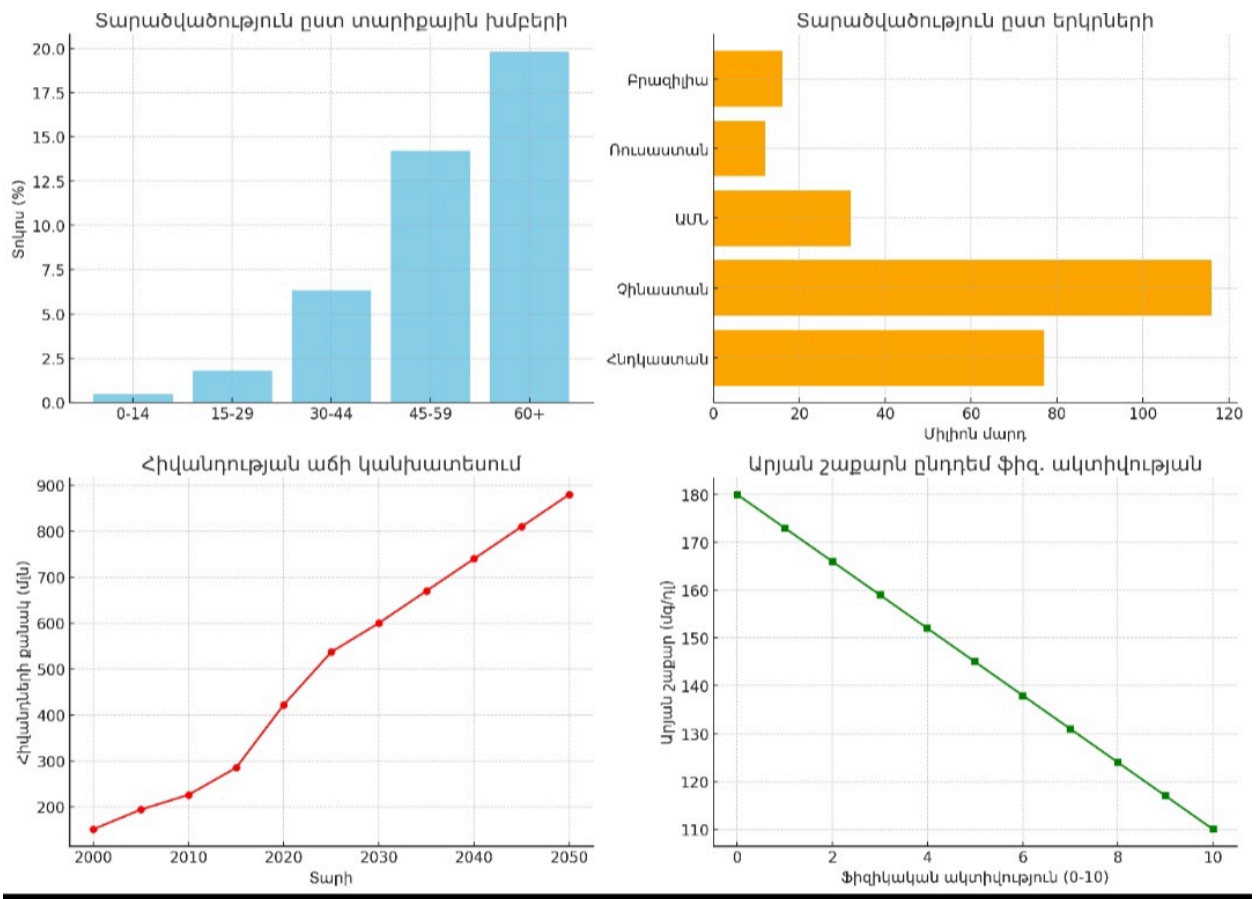 Տարածվածություն ըստ տարիքային խմբերի
20.0
17.5
15.0
12.5
10.0
7.5
5.0
2.5
0.0
Տոկոս (%)
0-14 15-29 30-44 45-59 60+
Տարածվածություն ըստ երկրների
Բրազիլիա
Ռուսաստան
ԱՄՆ
Չինաստան
Հնդկաստան
0 20 40 60 80 100 120
Միլիոն մարդ
Հիվանդության աճի կանխատեսում
900
800
700
600
500
400
300
200
Հիվանդների քանակ (մլն)
2000 2010 2020 2030 2040 2050
Տարի
Արյան շաքարն ընդդեմ ֆիզ. ակտիվության
180
170
160
150
140
130
120
110
Արյան շաքար (մգ/դլ)
0 2 4 6 8 10
Ֆիզիկական ակտիվություն (0-10)